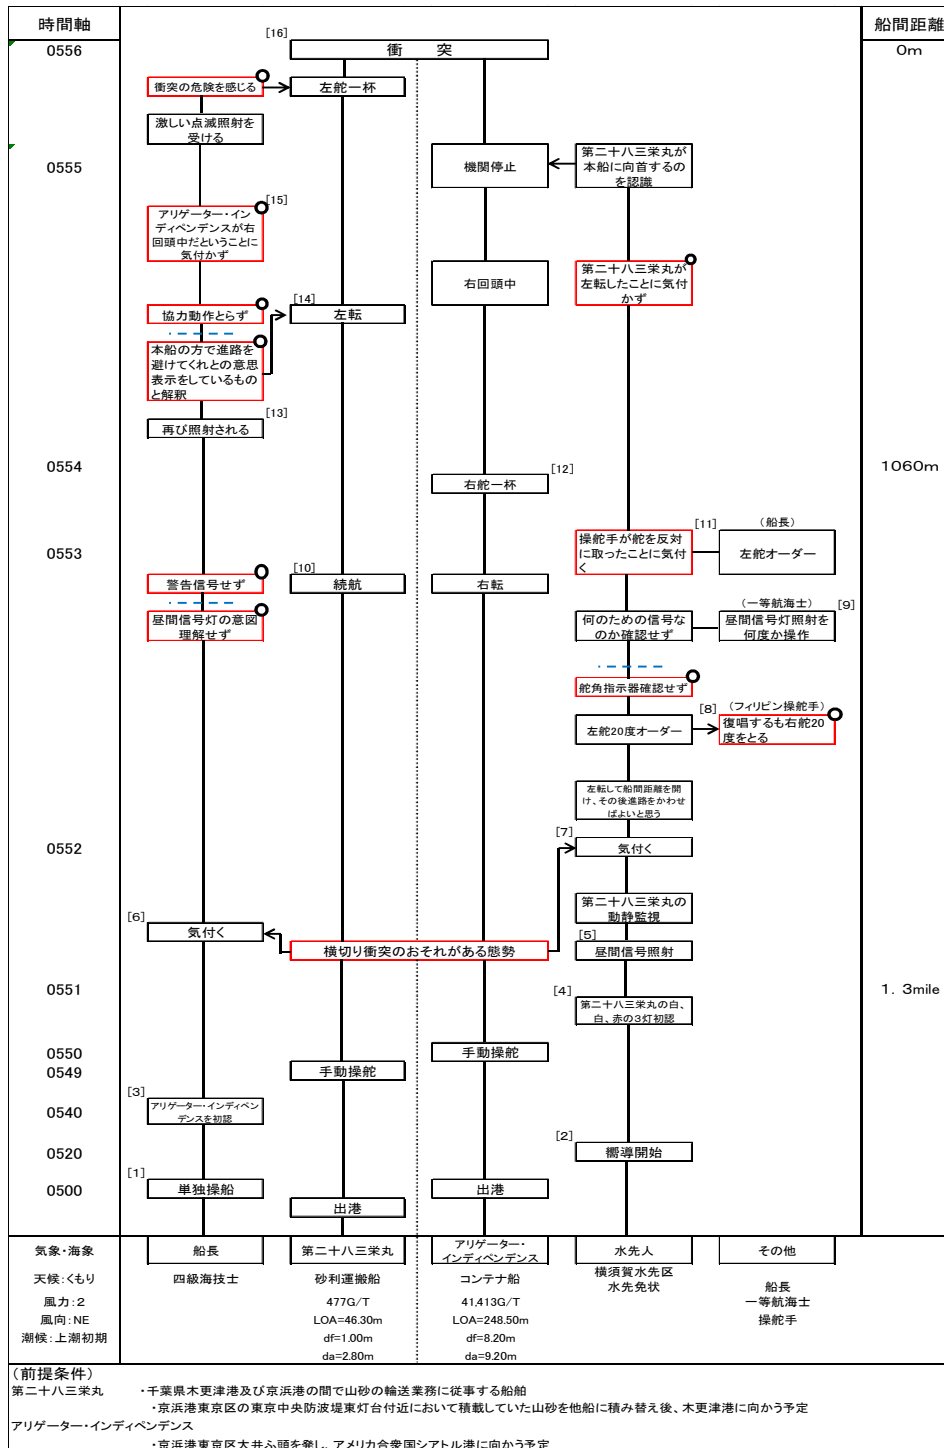 時間軸
船間距離
0556
[16]
衝　突
0m
衝突の危険を感じる
左舵一杯
激しい点滅照射を
受ける
0555
機関停止
第二十八三栄丸が
本船に向首するの
を認識
[15]
アリゲーター・イン
ディペンデンスが右
回頭中だということに
気付かず
右回頭中
第二十八三栄丸が
左転したことに気付
かず
[14]
協力動作とらず
左転
本船の方で進路を
避けてくれとの意思
表示をしているもの
と解釈
[13]
再び照射される
0554
1060m
[12]
右舵一杯
[11]
（船長）
0553
操舵手が舵を反対
に取ったことに気付
く
左舵オーダー
[10]
警告信号せず
続航
右転
（一等航海士）
[9]
昼間信号灯の意図
理解せず
何のための信号な
のか確認せず
昼間信号灯照射を
何度か操作
舵角指示器確認せず
[8]
（フィリピン操舵手）
左舵20度オーダー
復唱するも右舵20
度をとる
左転して船間距離を開
け、その後進路をかわせ
ばよいと思う
[7]
0552
気付く
第二十八三栄丸の
動静監視
[6]
気付く
[5]
横切り衝突のおそれがある態勢
昼間信号照射
0551
1．3mile
[4]
第二十八三栄丸の白、
白、赤の3灯初認
0550
手動操舵
0549
手動操舵
[3]
0540
アリゲーター・インディペン
デンスを初認
[2]
0520
嚮導開始
[1]
0500
単独操船
出港
出港
気象・海象
船長
第二十八三栄丸
アリゲーター・
インディペンデンス
水先人
その他
天候：くもり
四級海技士
砂利運搬船
コンテナ船
横須賀水先区
水先免状
船長
風力：2
477G/T
41,413G/T
一等航海士
風向：NE
LOA=46.30m
LOA=248.50m
操舵手
潮候：上潮初期
df=1.00m
df=8.20m
da=2.80m
da=9.20m
（前提条件）
第二十八三栄丸　・千葉県木更津港及び京浜港の間で山砂の輸送業務に従事する船舶
・京浜港東京区の東京中央防波堤東灯台付近において積載していた山砂を他船に積み替え後、木更津港に向かう予定
アリゲーター・インディペンデンス
・京浜港東京区大井ふ頭を発し、アメリカ合衆国シアトル港に向かう予定